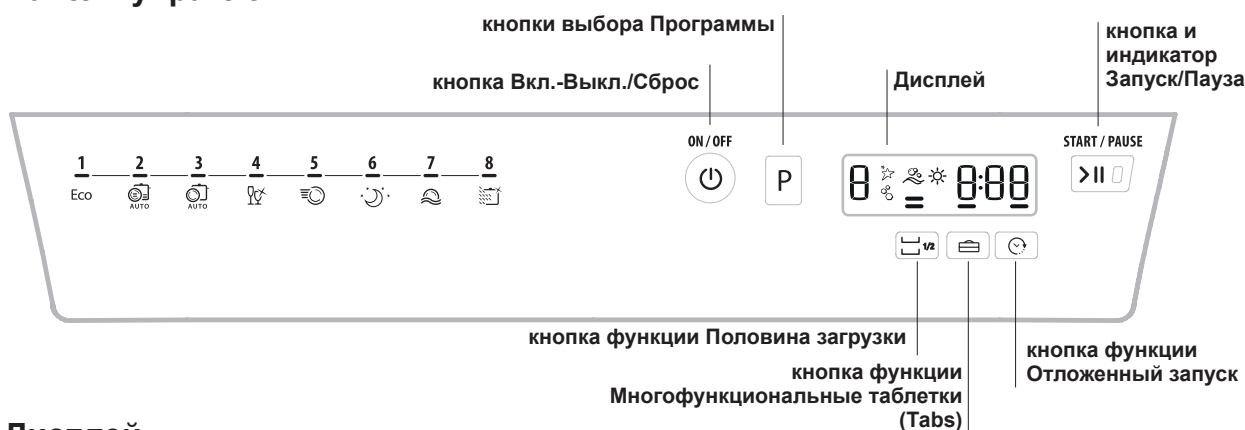 кнопки выбора Программы
кнопка и
индикатор
Запуск/Пауза
кнопка Вкл.-Выкл./Сброс
Дисплей
ON/OFF
START / PAUSE
1 2 3 4 5 6 7 8
Eco
AUTO
AUTO
P
8 8:88
1/2
кнопка функции Половина загрузки
кнопка функции
Отложенный запуск
кнопка функции
Многофункциональные таблетки
(Tabs)